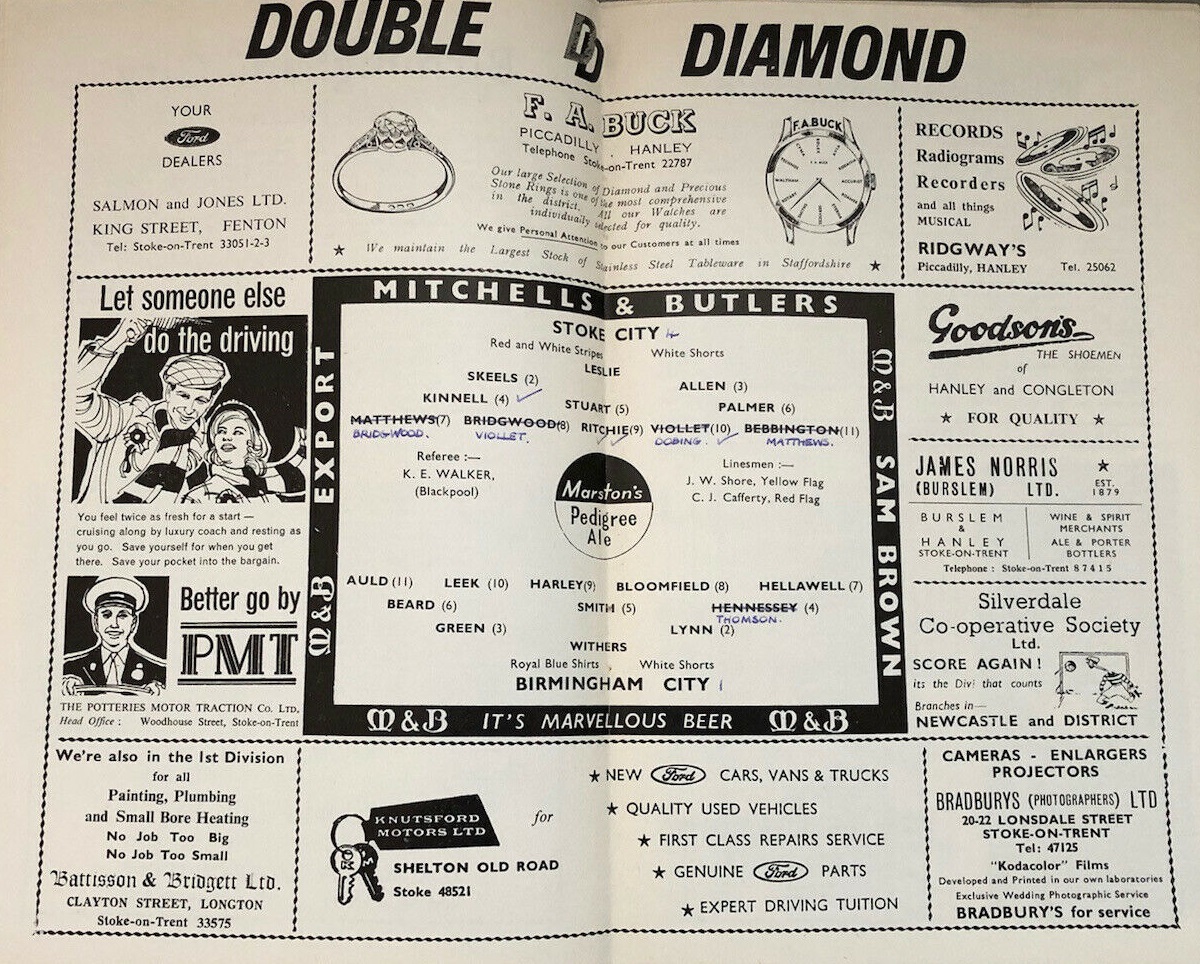 DOUBLE DD DIAMOND
YOUR
Ford
DEALERS
SALMON and JONES LTD.
KING STREET, FENTON
Tel: Stoke-on-Trent 33051-2-3
F. A. BUCK
PICCADILLY HANLEY
Telephone Stoke-on-Trent 22787
Our large Selection of Diamond and Precious
Stone Rings is one of the most comprehensive
in the district. All our Watches are
individually selected for quality.
We give Personal Attention to our Customers at all times
★ We maintain the Largest Stock of Stainless Steel Tableware in Staffordshire ★
F.A.BUCK
WALTHAM
RECORDS
Radiograms
Recorders
and all things
MUSICAL
RIDGWAY'S
Piccadilly, HANLEY Tel. 25062
Let someone else
do the driving
You feel twice as fresh for a start —
cruising along by luxury coach and resting as
you go. Save yourself for when you get
there. Save your pocket into the bargain.
Better go by
PMT
THE POTTERIES MOTOR TRACTION Co. LTD,
Head Office : Woodhouse Street, Stoke-on-Trent
MITCHELLS & BUTLERS
M&B EXPORT
STOKE CITY 4
Red and White Stripes White Shorts
LESLIE
SKEELS (2) ALLEN (3)
KINNELL (4) ✓ STUART (5) PALMER (6)
MATTHEWS(7) BRIDGWOOD(8) RITCHIE(9) VIOLLET(10) BEBBINGTON(11)
BRIDGWOOD. VIOLLET. ✓ DOBING. ✓ MATTHEWS.
Referee :—
K. E. WALKER,
(Blackpool)
Linesmen :—
J. W. Shore, Yellow Flag
C. J. Cafferty, Red Flag
Marston's
Pedigree
Ale
AULD (11) LEEK (10) HARLEY(9) BLOOMFIELD (8) HELLAWELL (7)
BEARD (6) SMITH (5) HENNESSEY (4)
THOMSON.
GREEN (3) LYNN (2)
WITHERS
Royal Blue Shirts White Shorts
BIRMINGHAM CITY 1
M&B SAM BROWN
M&B IT'S MARVELLOUS BEER M&B
Goodson's
THE SHOEMEN
of
HANLEY and CONGLETON
★ FOR QUALITY ★
JAMES NORRIS
(BURSLEM) LTD.
★
EST.
1879
BURSLEM
&
HANLEY
STOKE-ON-TRENT
WINE & SPIRIT
MERCHANTS
ALE & PORTER
BOTTLERS
Telephone : Stoke-on-Trent 87415
Silverdale
Co-operative Society
Ltd.
SCORE AGAIN!
its the Divi that counts
Branches in—
NEWCASTLE and DISTRICT
We're also in the 1st Division
for all
Painting, Plumbing
and Small Bore Heating
No Job Too Big
No Job Too Small
Battisson & Bridgett Ltd.
CLAYTON STREET, LONGTON
Stoke-on-Trent 33575
KNUTSFORD
MOTORS LTD
for
SHELTON OLD ROAD
Stoke 48521
★ NEW Ford CARS, VANS & TRUCKS
★ QUALITY USED VEHICLES
★ FIRST CLASS REPAIRS SERVICE
★ GENUINE Ford PARTS
★ EXPERT DRIVING TUITION
CAMERAS - ENLARGERS
PROJECTORS
BRADBURYS (PHOTOGRAPHERS) LTD
20-22 LONSDALE STREET
STOKE-ON-TRENT
Tel: 47125
"Kodacolor" Films
Developed and Printed in our own laboratories
Exclusive Wedding Photographic Service
BRADBURY'S for service